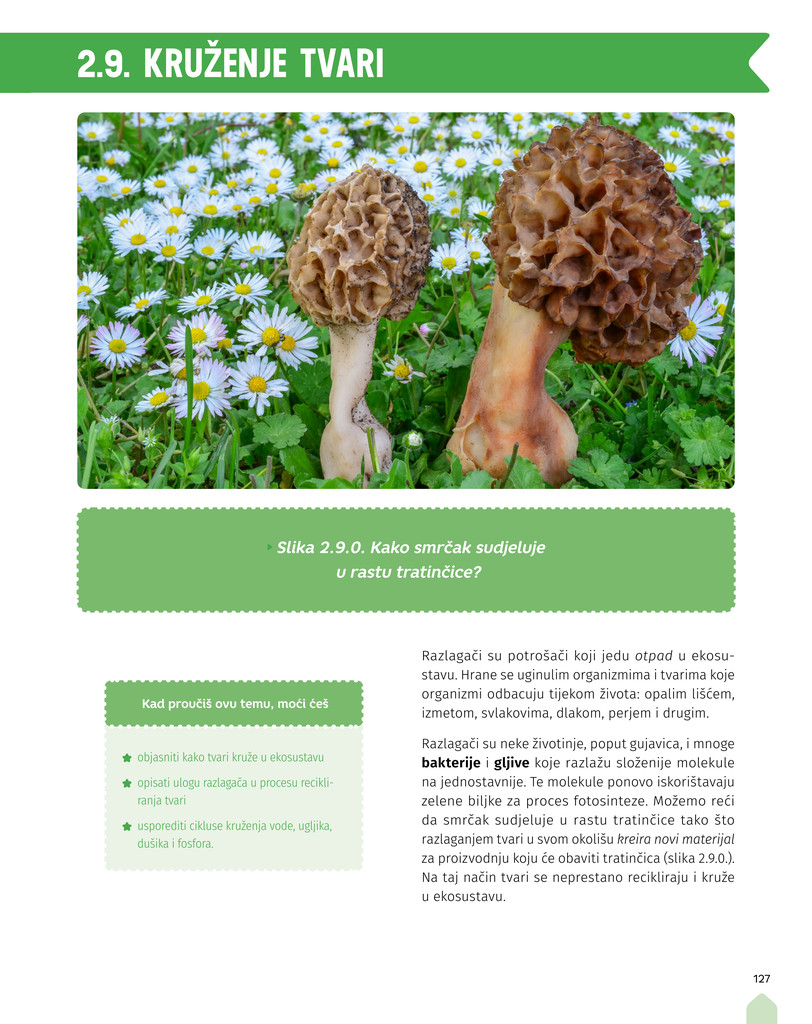 2.9. KRUŽENJE TVARI
Slika 2.9.0. Kako smrčak sudjeluje
u rastu tratinčice?
Kad proučiš ovu temu, moći ćeš
objasniti kako tvari kruže u ekosustavu
opisati ulogu razlagača u procesu recikli-
ranja tvari
usporediti cikluse kruženja vode, ugljika,
dušika i fosfora.
Razlagači su potrošači koji jedu otpad u ekosu-
stavu. Hrane se uginulim organizmima i tvarima koje
organizmi odbacuju tijekom života: opalim lišćem,
izmetom, svlakovima, dlakom, perjem i drugim.
Razlagači su neke životinje, poput gujavica, i mnoge
bakterije i gljive koje razlažu složenije molekule
na jednostavnije. Te molekule ponovo iskorištavaju
zelene biljke za proces fotosinteze. Možemo reći
da smrčak sudjeluje u rastu tratinčice tako što
razlaganjem tvari u svom okolišu kreira novi materijal
za proizvodnju koju će obaviti tratinčica (slika 2.9.0.).
Na taj način tvari se neprestano recikliraju i kruže
u ekosustavu.
127